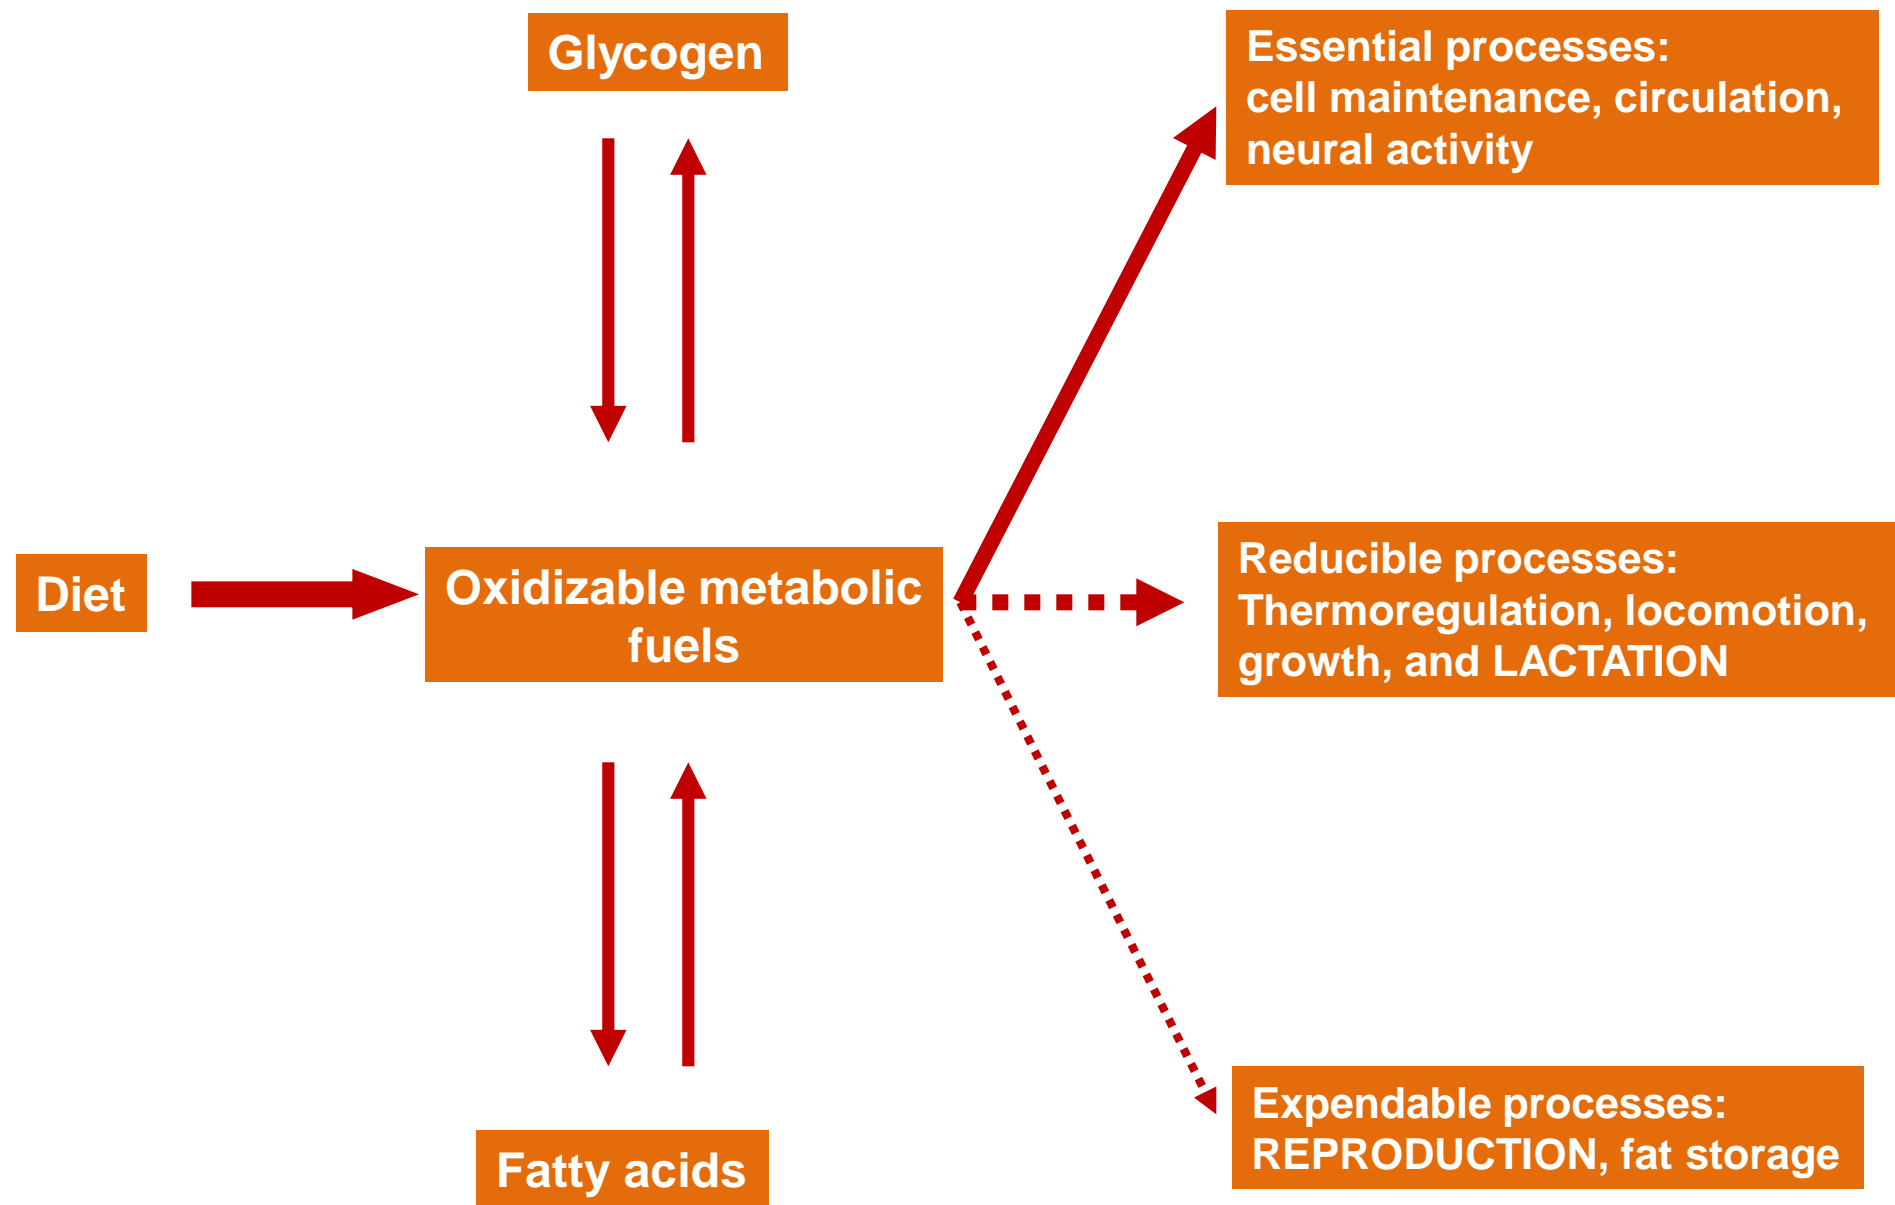 Glycogen
Essential processes:
cell maintenance, circulation,
neural activity
Diet
Oxidizable metabolic
fuels
Reducible processes:
Thermoregulation, locomotion,
growth, and LACTATION
Fatty acids
Expendable processes:
REPRODUCTION, fat storage